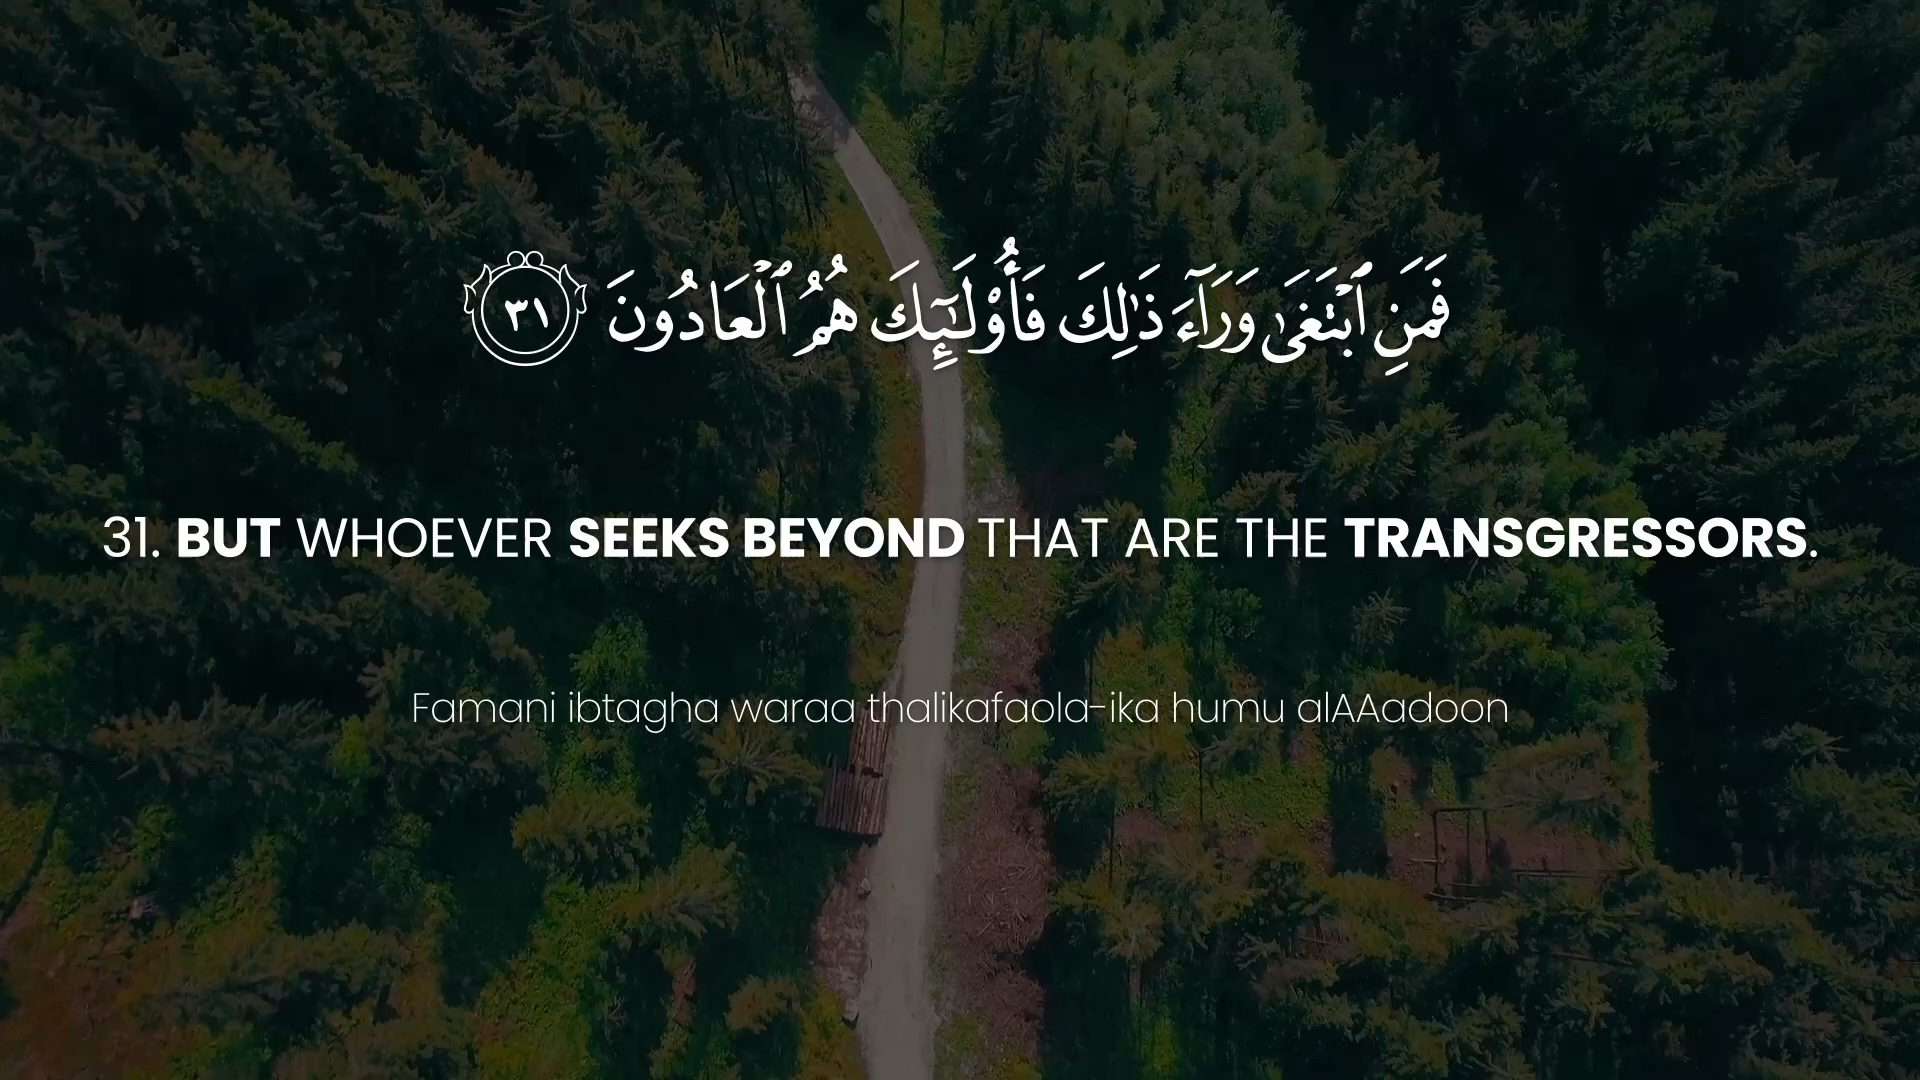 فَمَنِ ٱبْتَغَىٰ وَرَآءَ ذَٰلِكَ فَأُو۟لَـٰٓئِكَ هُمُ ٱلْعَادُونَ ٣١
31. BUT WHOEVER SEEKS BEYOND THAT ARE THE TRANSGRESSORS.
Famani ibtagha waraa thalikafaola-ika humu alAAadoon